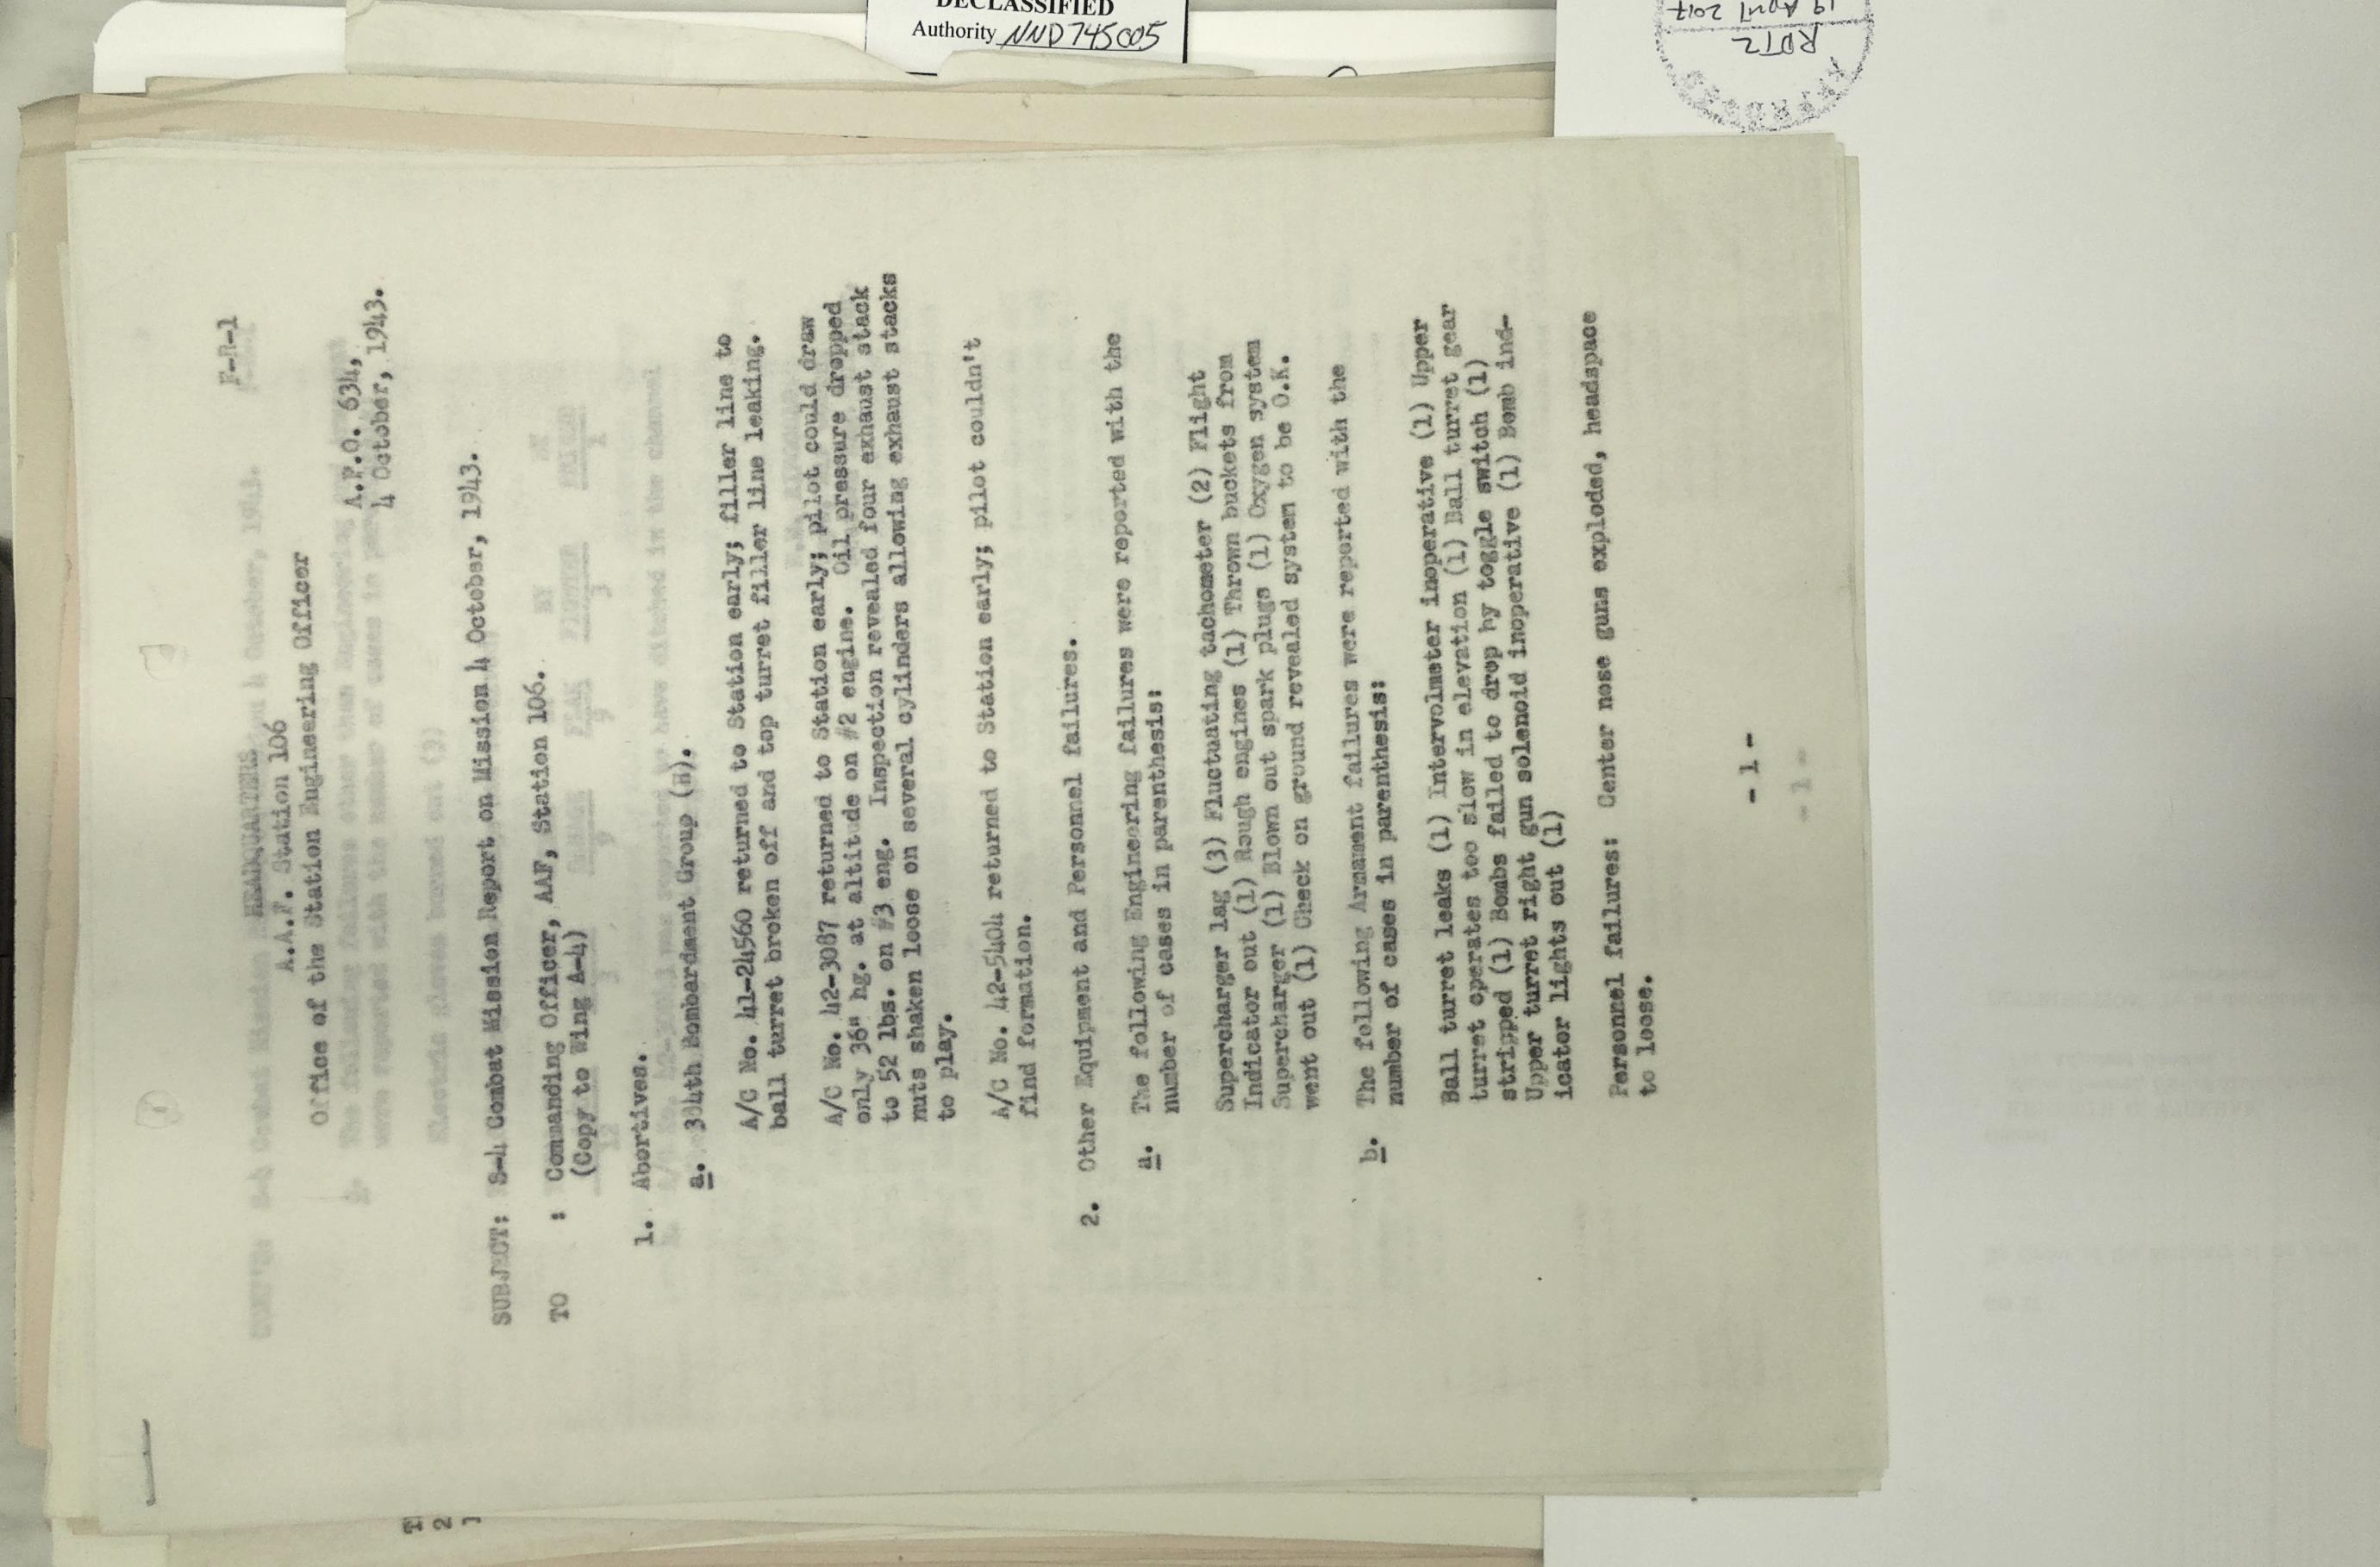 DECLASSIFIED
Authority NND745005
19 April 2017
RDTZ
F-R-1
HEADQUARTERS
A.A.F. Station 106
Office of the Station Engineering Officer
A.P.O. 634,
4 October, 1943.
SUBJECT: S-4 Combat Mission Report on Mission 4 October, 1943.
TO : Commanding Officer, AAF, Station 106.
(Copy to Wing A-4)
1. Abortives.
a. 384th Bombardment Group (H).
A/C No. 41-24560 returned to Station early; filler line to
ball turret broken off and top turret filler line leaking.
A/C No. 42-3087 returned to Station early; pilot could draw
only 36" hg. at altitude on #2 engine. Oil pressure dropped
to 52 lbs. on #3 eng. Inspection revealed four exhaust stack
nuts shaken loose on several cylinders allowing exhaust stacks
to play.
A/C No. 42-5404 returned to Station early; pilot couldn't
find formation.
2. Other Equipment and Personnel failures.
a. The following Engineering failures were reported with the
number of cases in parenthesis:
Supercharger lag (3) Fluctuating tachometer (2) Flight
Indicator out (1) Rough engines (1) Thrown buckets from
Supercharger (1) Blown out spark plugs (1) Oxygen system
went out (1) Check on ground revealed system to be O.K.
b. The following Armament failures were reported with the
number of cases in parenthesis:
Ball turret leaks (1) Intervolmeter inoperative (1) Upper
turret operates too slow in elevation (1) Ball turret gear
stripped (1) Bombs failed to drop by toggle switch (1)
Upper turret right gun solenoid inoperative (1) Bomb ind-
icator lights out (1)
Personnel failures: Center nose guns exploded, headspace
to loose.
- 1 -